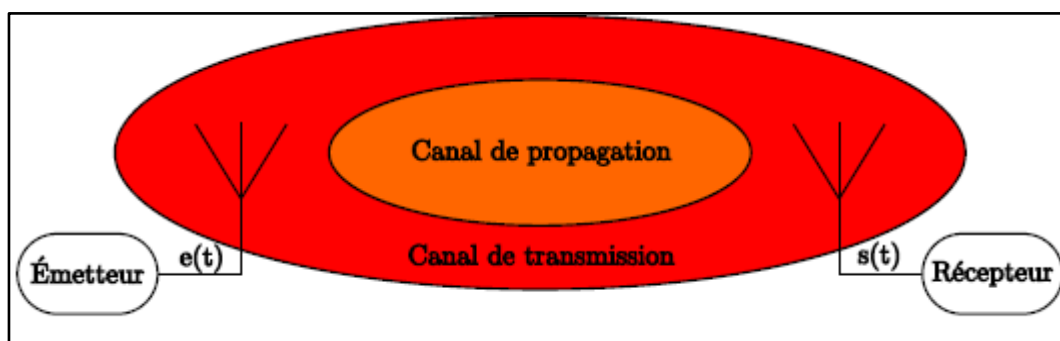 Canal de propagation
Canal de transmission
Émetteur
e(t)
s(t)
Récepteur